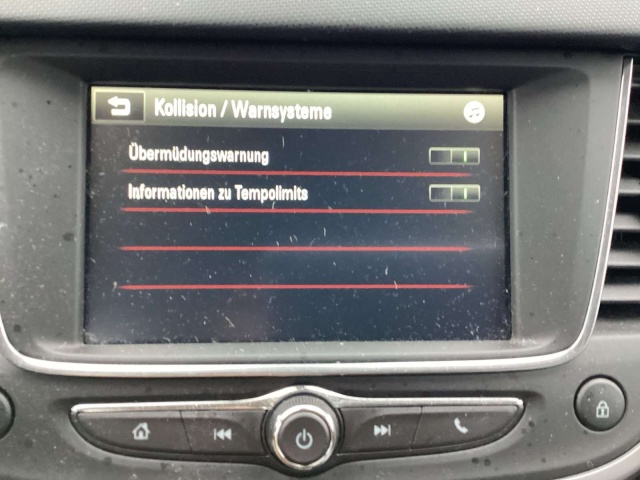 Kollision / Warnsysteme
Übermüdungswarnung
Informationen zu Tempolimits